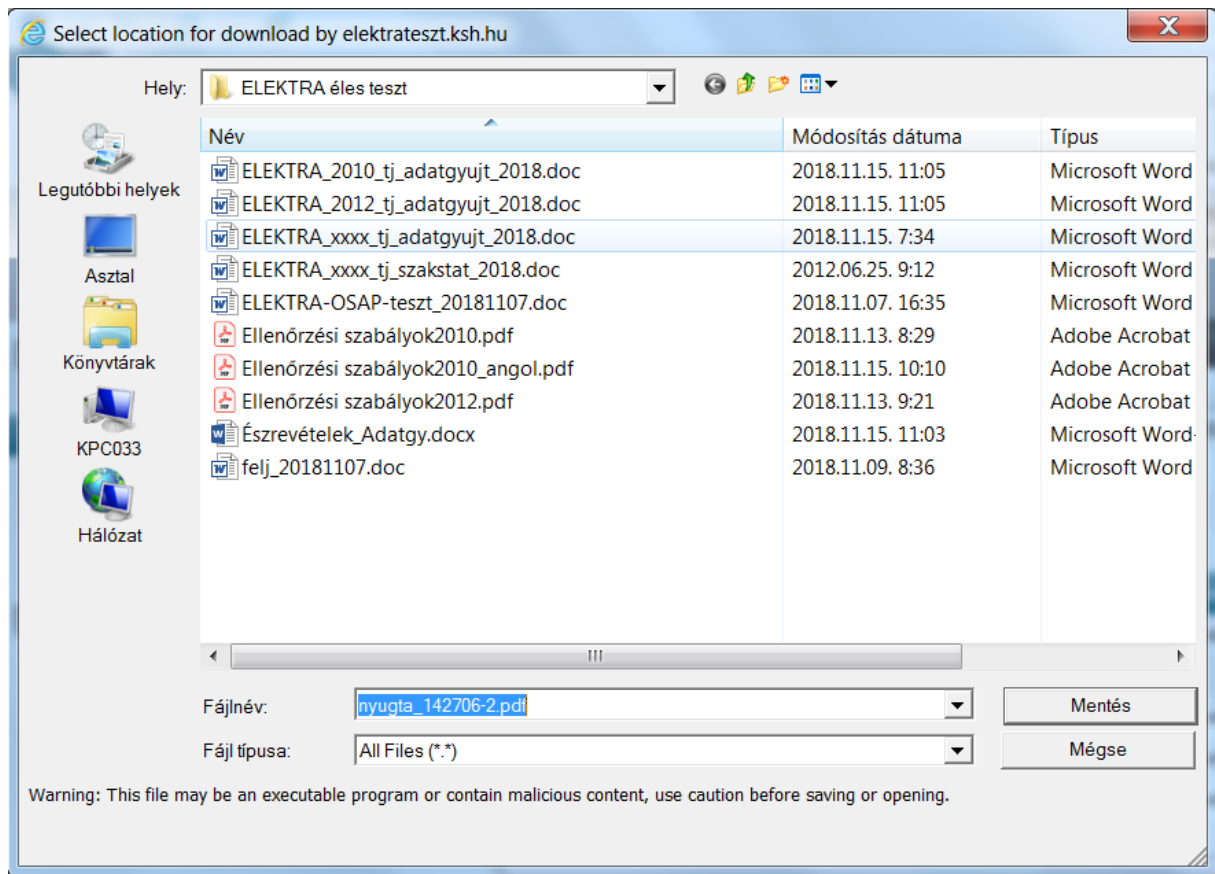 Select location for download by elektrateszt.ksh.hu
X
Hely: ELEKTRA éles teszt
Név Módosítás dátuma Típus
ELEKTRA_2010_tj_adatgyujt_2018.doc 2018.11.15. 11:05 Microsoft Word
ELEKTRA_2012_tj_adatgyujt_2018.doc 2018.11.15. 11:05 Microsoft Word
ELEKTRA_xxxx_tj_adatgyujt_2018.doc 2018.11.15. 7:34 Microsoft Word
ELEKTRA_xxxx_tj_szakstat_2018.doc 2012.06.25. 9:12 Microsoft Word
ELEKTRA-OSAP-teszt_20181107.doc 2018.11.07. 16:35 Microsoft Word
Ellenőrzési szabályok2010.pdf 2018.11.13. 8:29 Adobe Acrobat
Ellenőrzési szabályok2010_angol.pdf 2018.11.15. 10:10 Adobe Acrobat
Ellenőrzési szabályok2012.pdf 2018.11.13. 9:21 Adobe Acrobat
Észrevételek_Adatgy.docx 2018.11.15. 11:03 Microsoft Word-
felj_20181107.doc 2018.11.09. 8:36 Microsoft Word
Legutóbbi helyek
Asztal
Könyvtárak
KPC033
Hálózat
Fájlnév: nyugta_142706-2.pdf Mentés
Fájl típusa: All Files (*.*) Mégse
Warning: This file may be an executable program or contain malicious content, use caution before saving or opening.